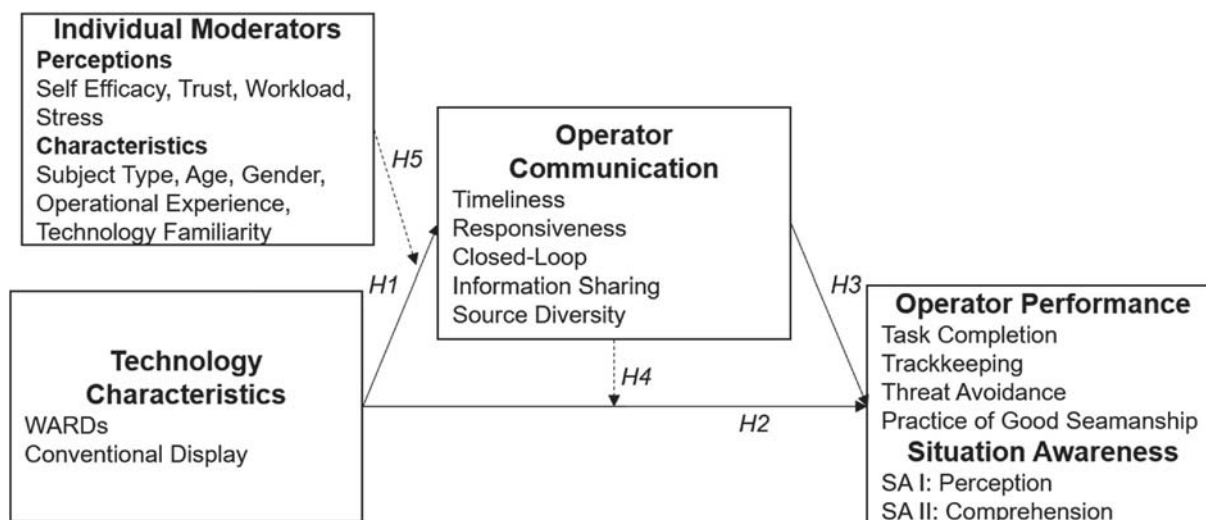 Individual Moderators
Perceptions
Self Efficacy, Trust, Workload,
Stress
Characteristics
Subject Type, Age, Gender,
Operational Experience,
Technology Familiarity
H5
H1
Operator
Communication
Timeliness
Responsiveness
Closed-Loop
Information Sharing
Source Diversity
H3
H4
H2
Technology
Characteristics
WARDs
Conventional Display
Operator Performance
Task Completion
Trackkeeping
Threat Avoidance
Practice of Good Seamanship
Situation Awareness
SA I: Perception
SA II: Comprehension